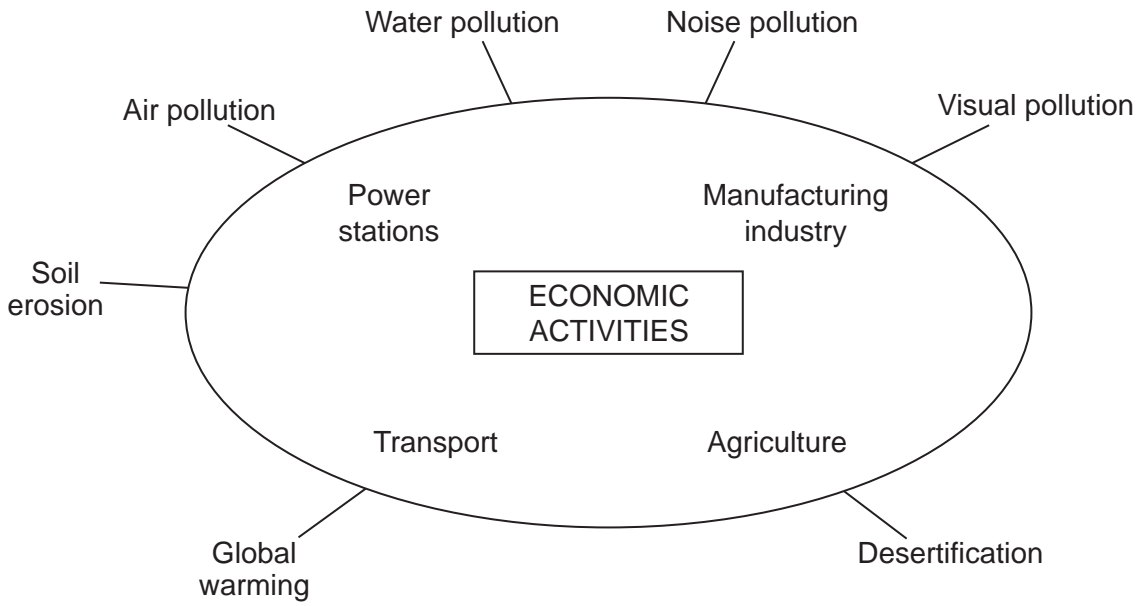 Water pollution
Noise pollution
Air pollution
Visual pollution
Power
stations
Manufacturing
industry
Soil
erosion
ECONOMIC
ACTIVITIES
Transport
Agriculture
Global
warming
Desertification